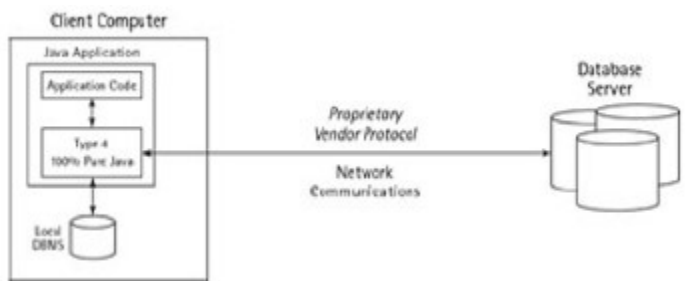 Client Computer
Java Application
Application Code
Type 4
100% Pure Java
Local
DBMS
Proprietary
Vendor Protocol
Network
Communications
Database
Server